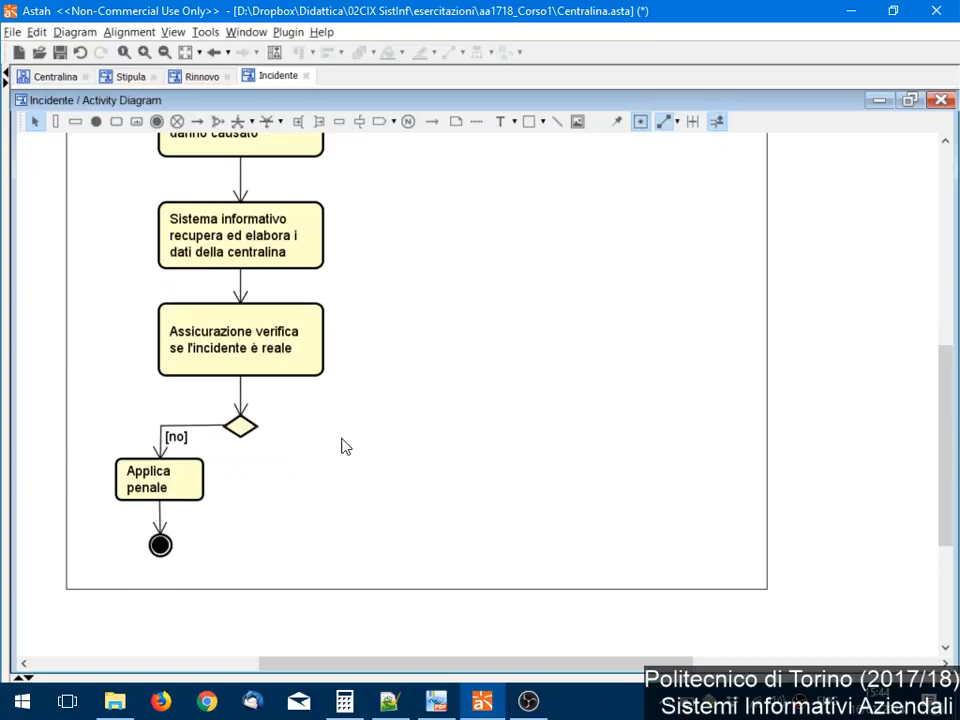 Astah <<Non-Commercial Use Only>> - [D:\Dropbox\Didattica\02CIX SistInf\esercitazioni\aa1718_Corso1\Centralina.asta] (*)
File Edit Diagram Alignment View Tools Window Plugin Help
Centralina Stipula Rinnovo Incidente
Incidente / Activity Diagram
danno causato
Sistema informativo
recupera ed elabora i
dati della centralina
Assicurazione verifica
se l'incidente è reale
[no]
Applica
penale
Politecnico di Torino (2017/18)
Sistemi Informativi Aziendali